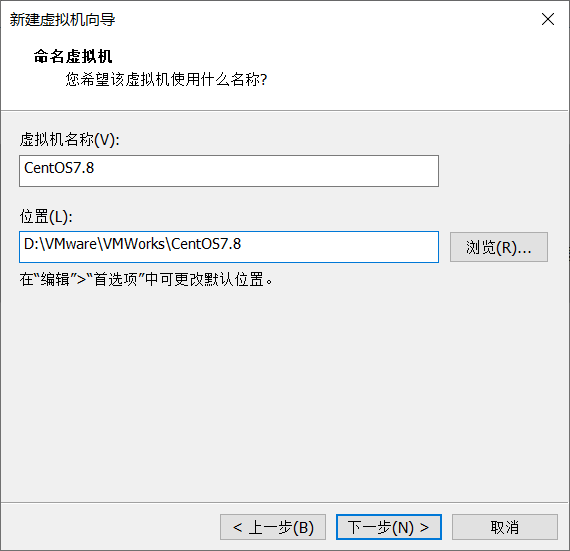 新建虚拟机向导
命名虚拟机
您希望该虚拟机使用什么名称?
虚拟机名称(V):
CentOS7.8
位置(L):
D:\VMware\VMWorks\CentOS7.8
浏览(R)...
在“编辑”>“首选项”中可更改默认位置。
< 上一步(B)
下一步(N) >
取消